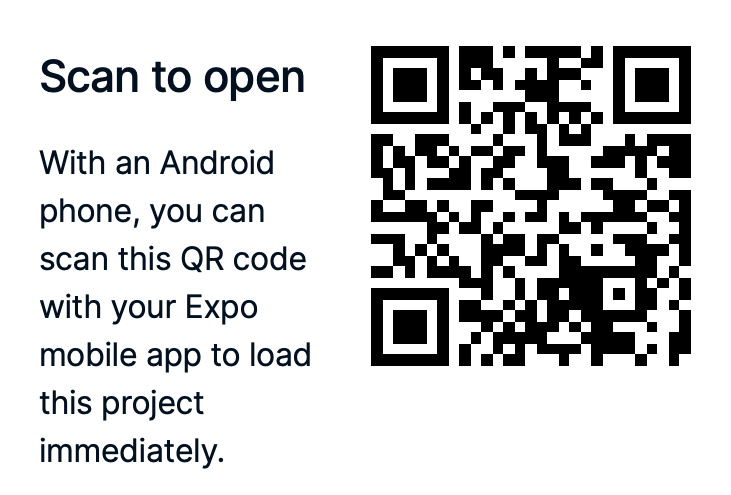 Scan to open
With an Android
phone, you can
scan this QR code
with your Expo
mobile app to load
this project
immediately.